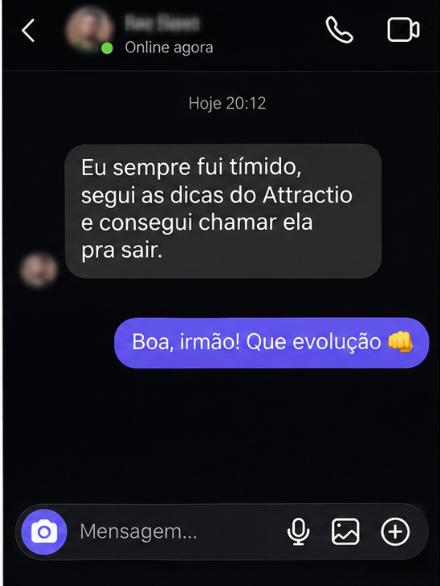 Online agora
Hoje 20:12
Eu sempre fui tímido,
segui as dicas do Attractio
e consegui chamar ela
pra sair.
Boa, irmão! Que evolução 👊
Mensagem...